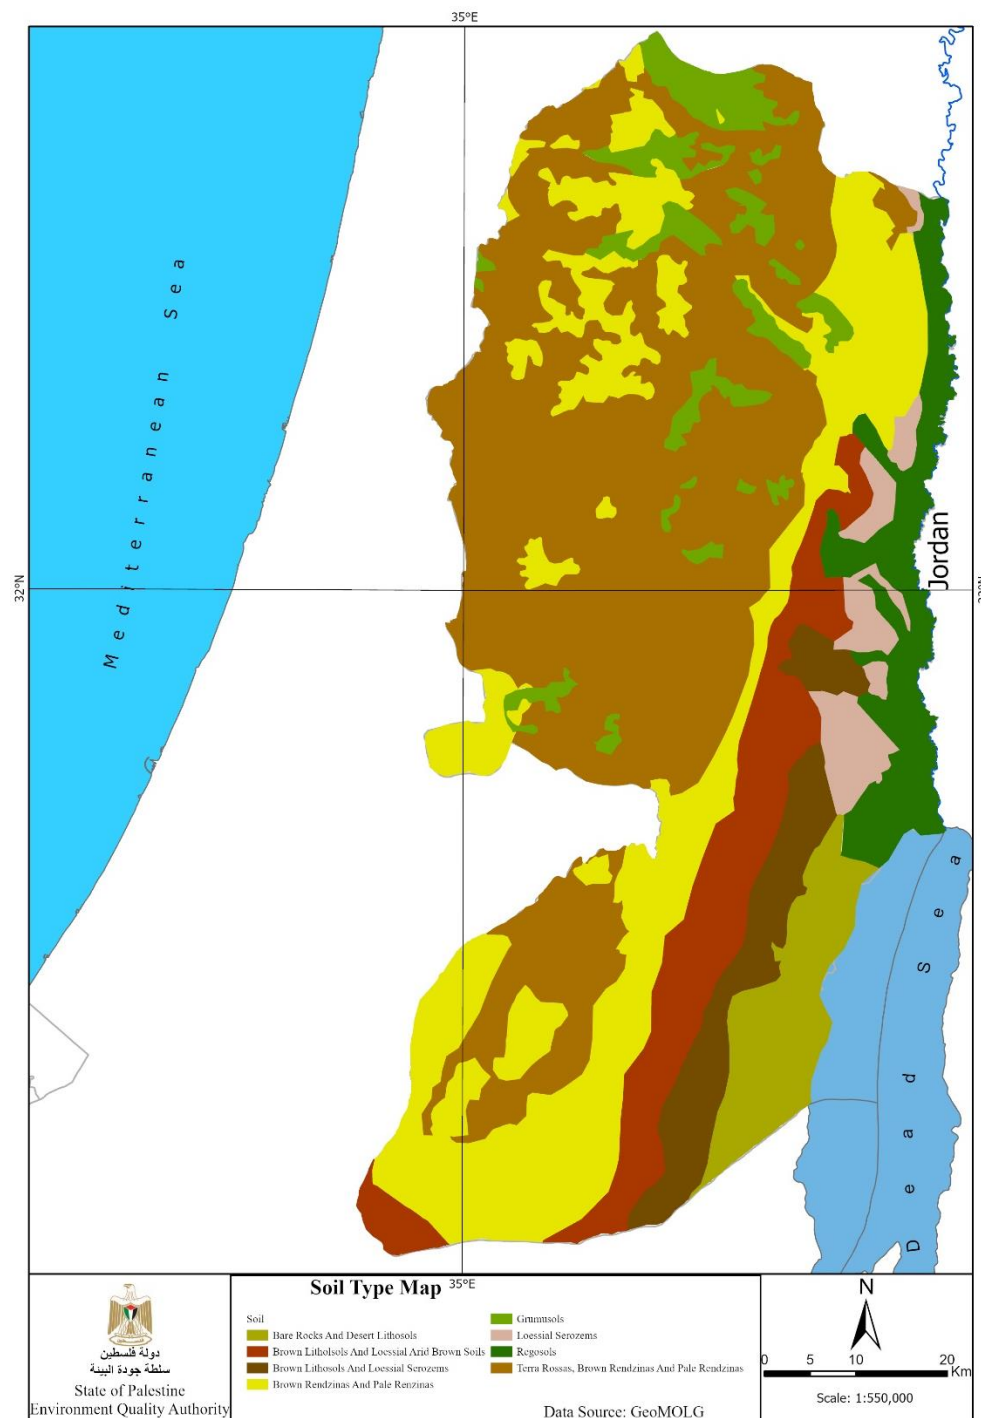 35°E
Mediterranean Sea
Jordan
32°N
Dead Sea
35°E
Soil Type Map
Soil
Bare Rocks And Desert Lithosols
Brown Litholsols And Loessial Arid Brown Soils
Brown Lithosols And Loessial Serozems
Brown Rendzinas And Pale Renzinas
Grumusols
Loessial Serozems
Regosols
Terra Rossas, Brown Rendzinas And Pale Rendzinas
Data Source: GeoMOLG
دولة فلسطين
سلطة جودة البيئة
State of Palestine
Environment Quality Authority
N
0 5 10 20
Km
Scale: 1:550,000